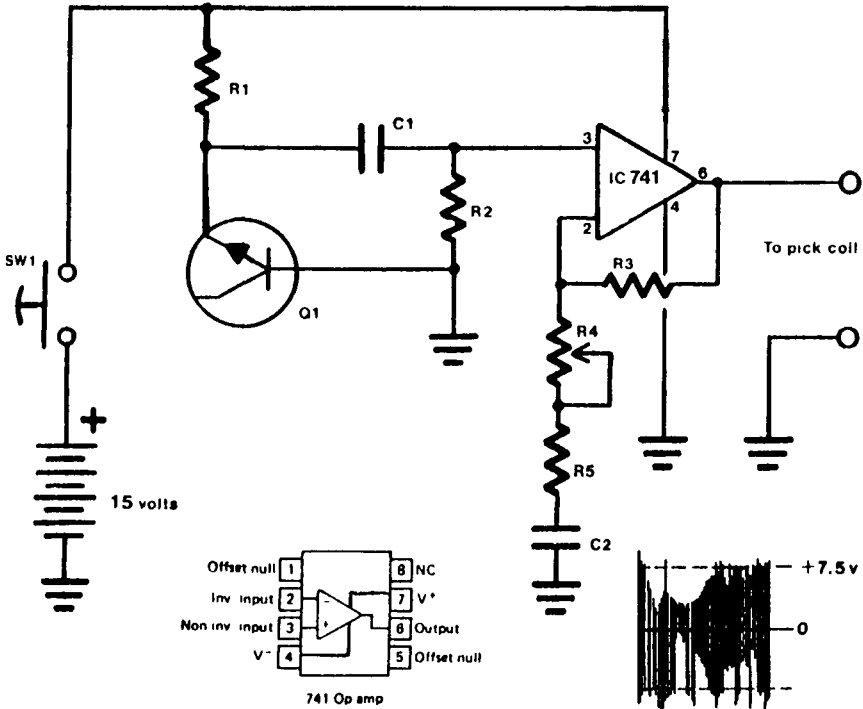 R1
C1
3
7
6
IC 741
R2
4
2
To pick coil
SW1
R3
Q1
R4
+
R5
15 volts
C2
Offset null 1
8 NC
+7.5v
Inv input 2
7 V+
Non inv input 3
6 Output
0
V- 4
5 Offset null
-
+
741 Op amp